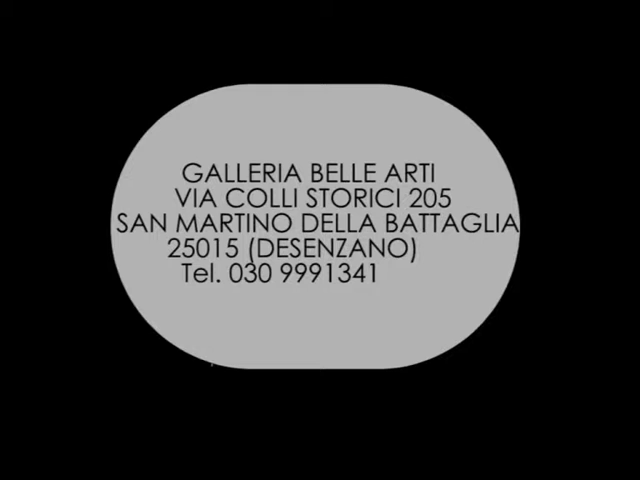 GALLERIA BELLE ARTI
VIA COLLI STORICI 205
SAN MARTINO DELLA BATTAGLIA
25015 (DESENZANO)
Tel. 030 9991341